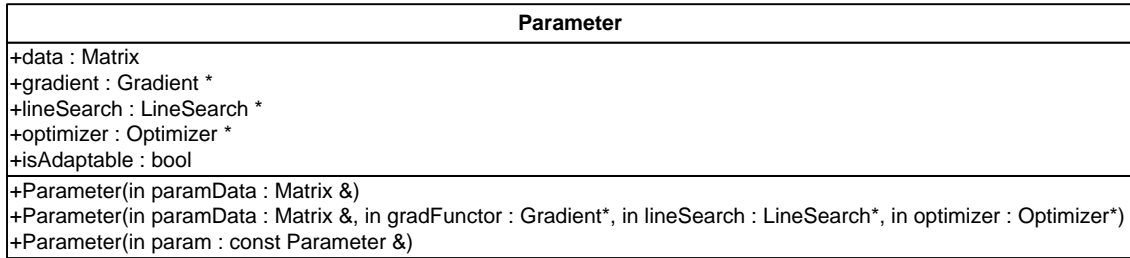 Parameter
+data : Matrix
+gradient : Gradient *
+lineSearch : LineSearch *
+optimizer : Optimizer *
+isAdaptable : bool
+Parameter(in paramData : Matrix &)
+Parameter(in paramData : Matrix &, in gradFunctor : Gradient*, in lineSearch : LineSearch*, in optimizer : Optimizer*)
+Parameter(in param : const Parameter &)